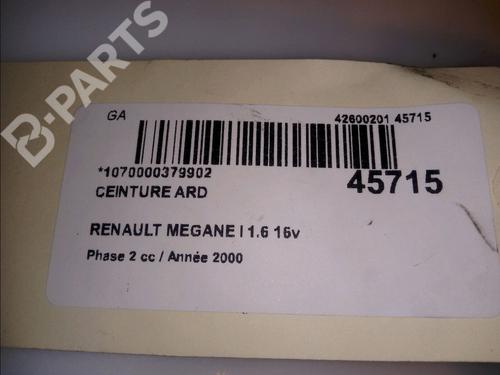 B-PARTS
GA
42600201 45715
*1070000379902
45715
CEINTURE ARD
RENAULT MEGANE I 1.6 16v
Phase 2 cc / Année 2000